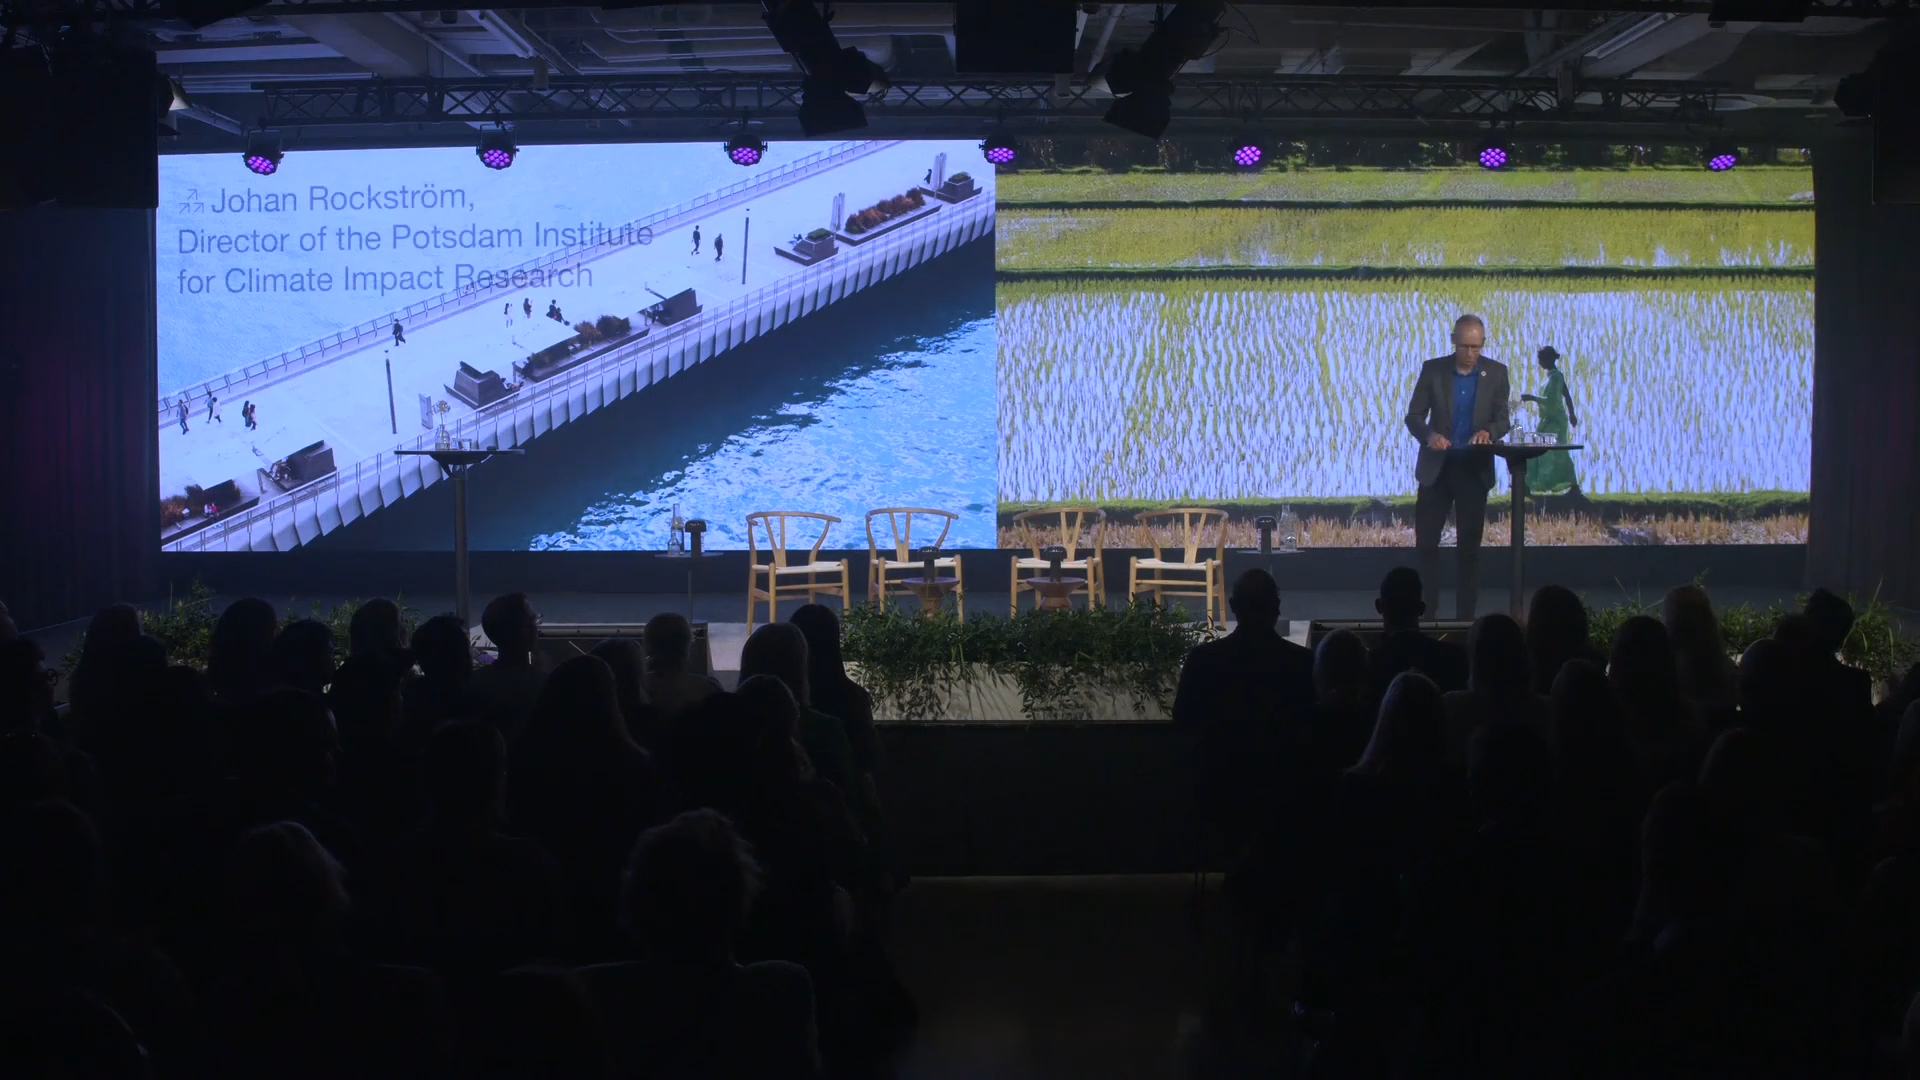 Johan Rockström,
Director of the Potsdam Institute
for Climate Impact Research